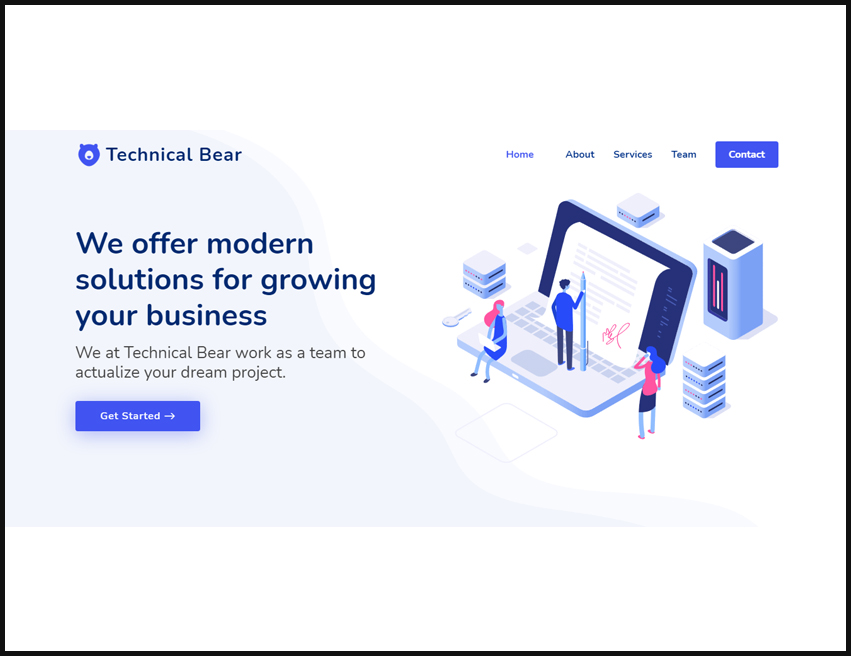 Technical Bear
Home About Services Team Contact
We offer modern
solutions for growing
your business
We at Technical Bear work as a team to
actualize your dream project.
Get Started →